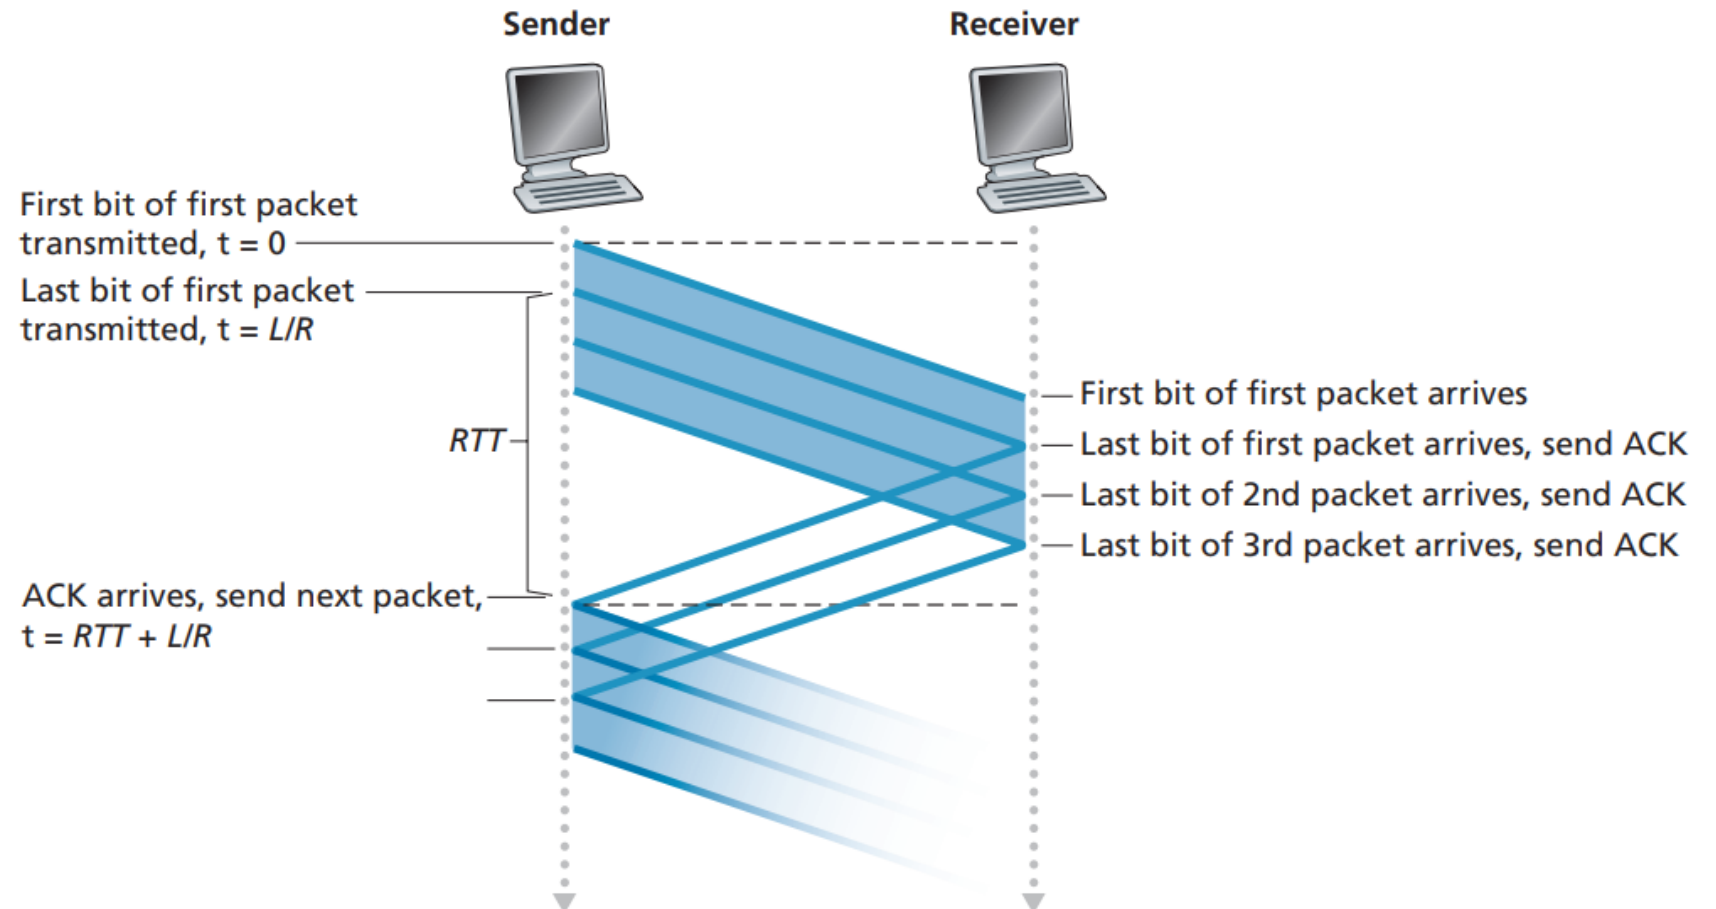 Sender
Receiver
First bit of first packet
transmitted, t = 0
Last bit of first packet
transmitted, t = L/R
First bit of first packet arrives
Last bit of first packet arrives, send ACK
RTT
Last bit of 2nd packet arrives, send ACK
Last bit of 3rd packet arrives, send ACK
ACK arrives, send next packet,
t = RTT + L/R